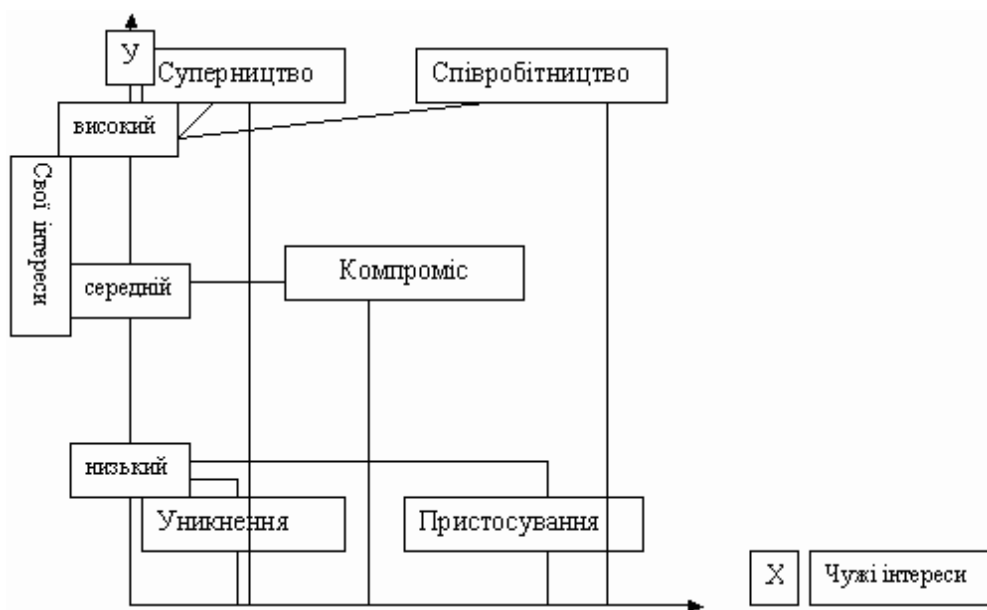 У
Суперництво
Співробітництво
високий
Свої інтереси
середній
Компроміс
низький
Уникнення
Пристосування
Х
Чужі інтереси